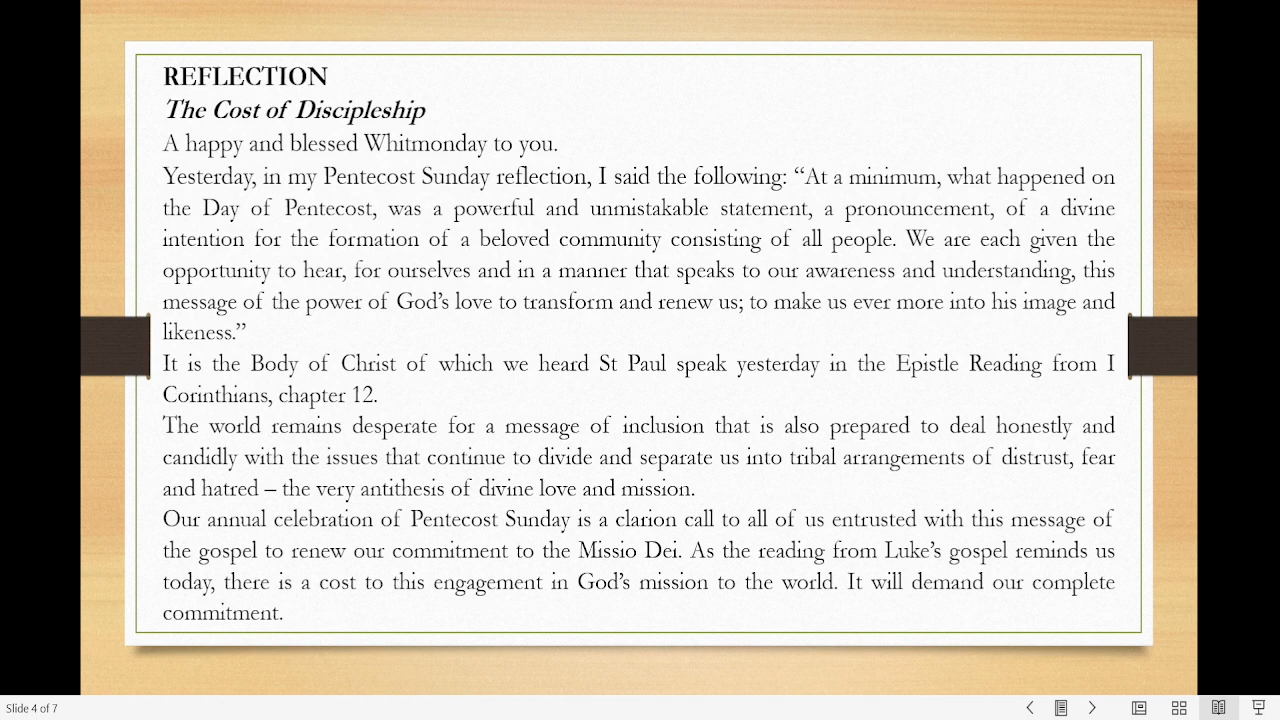 REFLECTION
The Cost of Discipleship
A happy and blessed Whitmonday to you.
Yesterday, in my Pentecost Sunday reflection, I said the following: “At a minimum, what happened on
the Day of Pentecost, was a powerful and unmistakable statement, a pronouncement, of a divine
intention for the formation of a beloved community consisting of all people. We are each given the
opportunity to hear, for ourselves and in a manner that speaks to our awareness and understanding, this
message of the power of God’s love to transform and renew us; to make us ever more into his image and
likeness.”
It is the Body of Christ of which we heard St Paul speak yesterday in the Epistle Reading from I
Corinthians, chapter 12.
The world remains desperate for a message of inclusion that is also prepared to deal honestly and
candidly with the issues that continue to divide and separate us into tribal arrangements of distrust, fear
and hatred – the very antithesis of divine love and mission.
Our annual celebration of Pentecost Sunday is a clarion call to all of us entrusted with this message of
the gospel to renew our commitment to the Missio Dei. As the reading from Luke’s gospel reminds us
today, there is a cost to this engagement in God’s mission to the world. It will demand our complete
commitment.
Slide 4 of 7